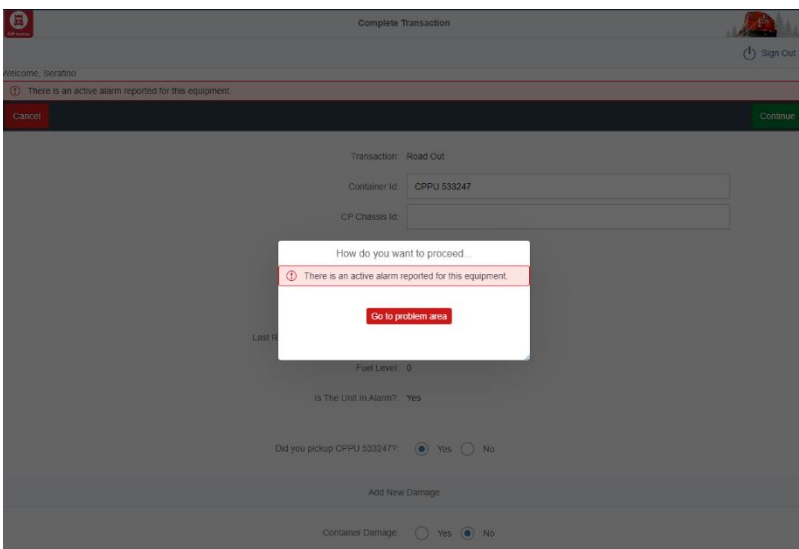 Complete Transaction
Sign Out
Welcome, Serafino
There is an active alarm reported for this equipment.
Cancel
Continue
Transaction: Road Out
Container Id: CPPU 533247
CP Chassis Id:
How do you want to proceed...
There is an active alarm reported for this equipment.
Go to problem area
Last R
Fuel Level: 0
Is The Unit In Alarm?: Yes
Did you pickup CPPU 533247?: Yes No
Add New Damage
Container Damage: Yes No